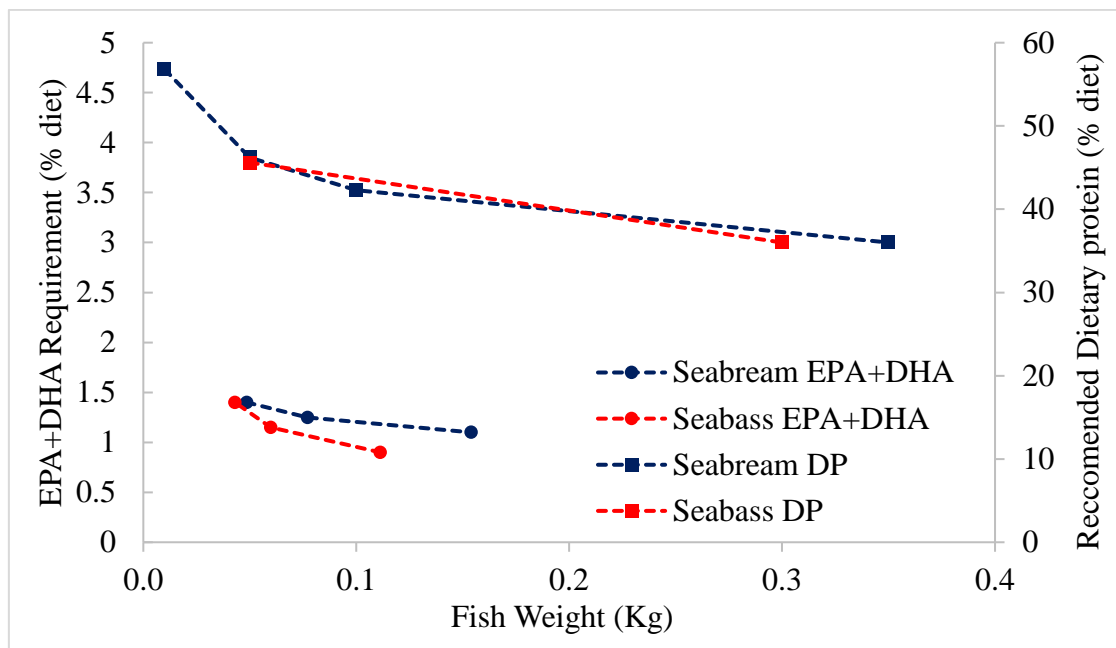 EPA+DHA Requirement (% diet)
5
4.5
4
3.5
3
2.5
2
1.5
1
0.5
0
60
50
40
30
20
10
0
Reccomended Dietary protein (% diet)
Seabream EPA+DHA
Seabass EPA+DHA
Seabream DP
Seabass DP
0.0 0.1 0.2 0.3 0.4
Fish Weight (Kg)